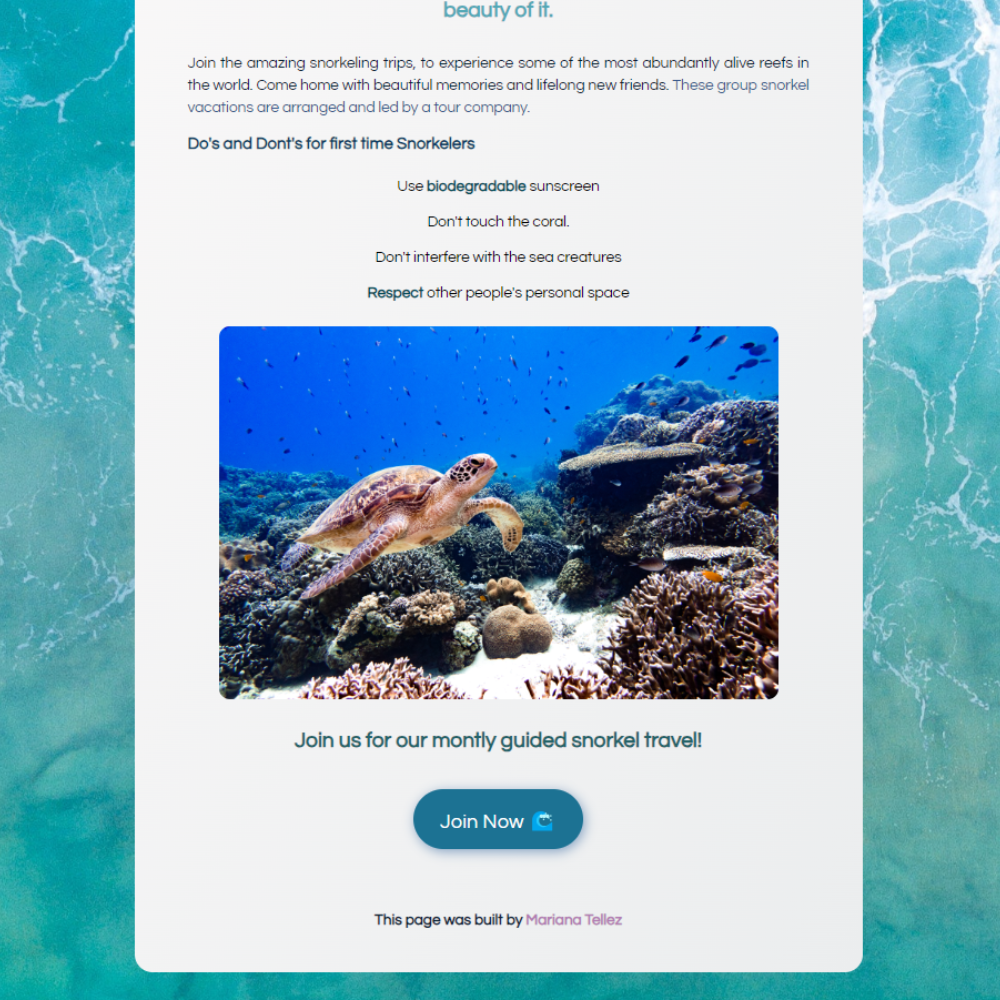 beauty of it.
Join the amazing snorkeling trips, to experience some of the most abundantly alive reefs in
the world. Come home with beautiful memories and lifelong new friends. These group snorkel
vacations are arranged and led by a tour company.
Do's and Dont's for first time Snorkelers
Use biodegradable sunscreen
Don't touch the coral.
Don't interfere with the sea creatures
Respect other people's personal space
Join us for our montly guided snorkel travel!
Join Now 🌊
This page was built by Mariana Tellez